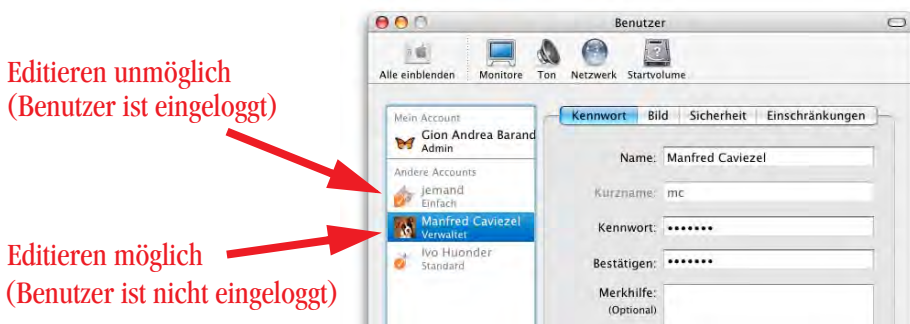 Benutzer
Alle einblenden Monitore Ton Netzwerk Startvolume
Editieren unmöglich
(Benutzer ist eingeloggt)
Mein Account
Gion Andrea Barand
Admin
Andere Accounts
jemand
Einfach
Manfred Caviezel
Verwaltet
Ivo Huonder
Standard
Editieren möglich
(Benutzer ist nicht eingeloggt)
Kennwort Bild Sicherheit Einschränkungen
Name: Manfred Caviezel
Kurzname: mc
Kennwort: •••••••
Bestätigen: •••••••
Merkhilfe:
(Optional)